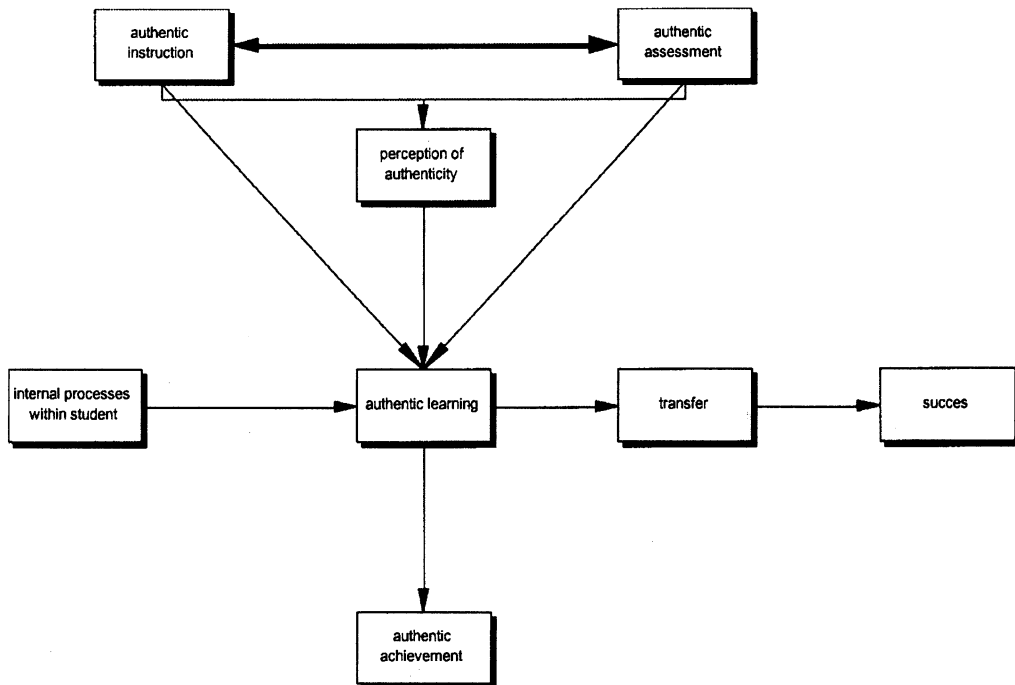 authentic
instruction
authentic
assessment
perception of
authenticity
internal processes
within student
authentic learning
transfer
succes
authentic
achievement